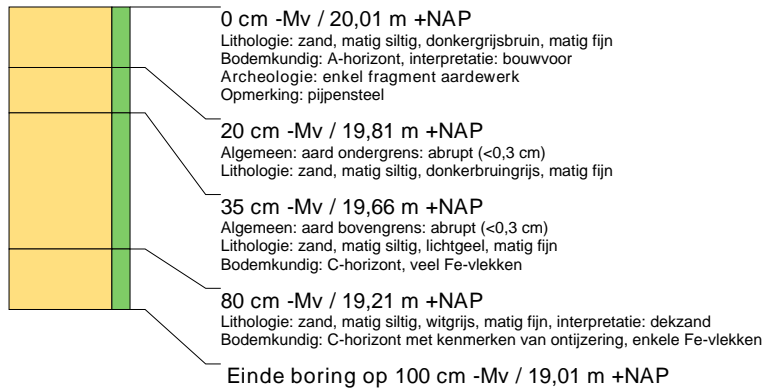 0 cm -Mv / 20,01 m +NAP
Lithologie: zand, matig siltig, donkergrijsbruin, matig fijn
Bodemkundig: A-horizont, interpretatie: bouwvoor
Archeologie: enkel fragment aardewerk
Opmerking: pijpensteel
20 cm -Mv / 19,81 m +NAP
Algemeen: aard ondergrens: abrupt (<0,3 cm)
Lithologie: zand, matig siltig, donkerbruingrijs, matig fijn
35 cm -Mv / 19,66 m +NAP
Algemeen: aard bovengrens: abrupt (<0,3 cm)
Lithologie: zand, matig siltig, lichtgeel, matig fijn
Bodemkundig: C-horizont, veel Fe-vlekken
80 cm -Mv / 19,21 m +NAP
Lithologie: zand, matig siltig, witgrijs, matig fijn, interpretatie: dekzand
Bodemkundig: C-horizont met kenmerken van ontijzering, enkele Fe-vlekken
Einde boring op 100 cm -Mv / 19,01 m +NAP